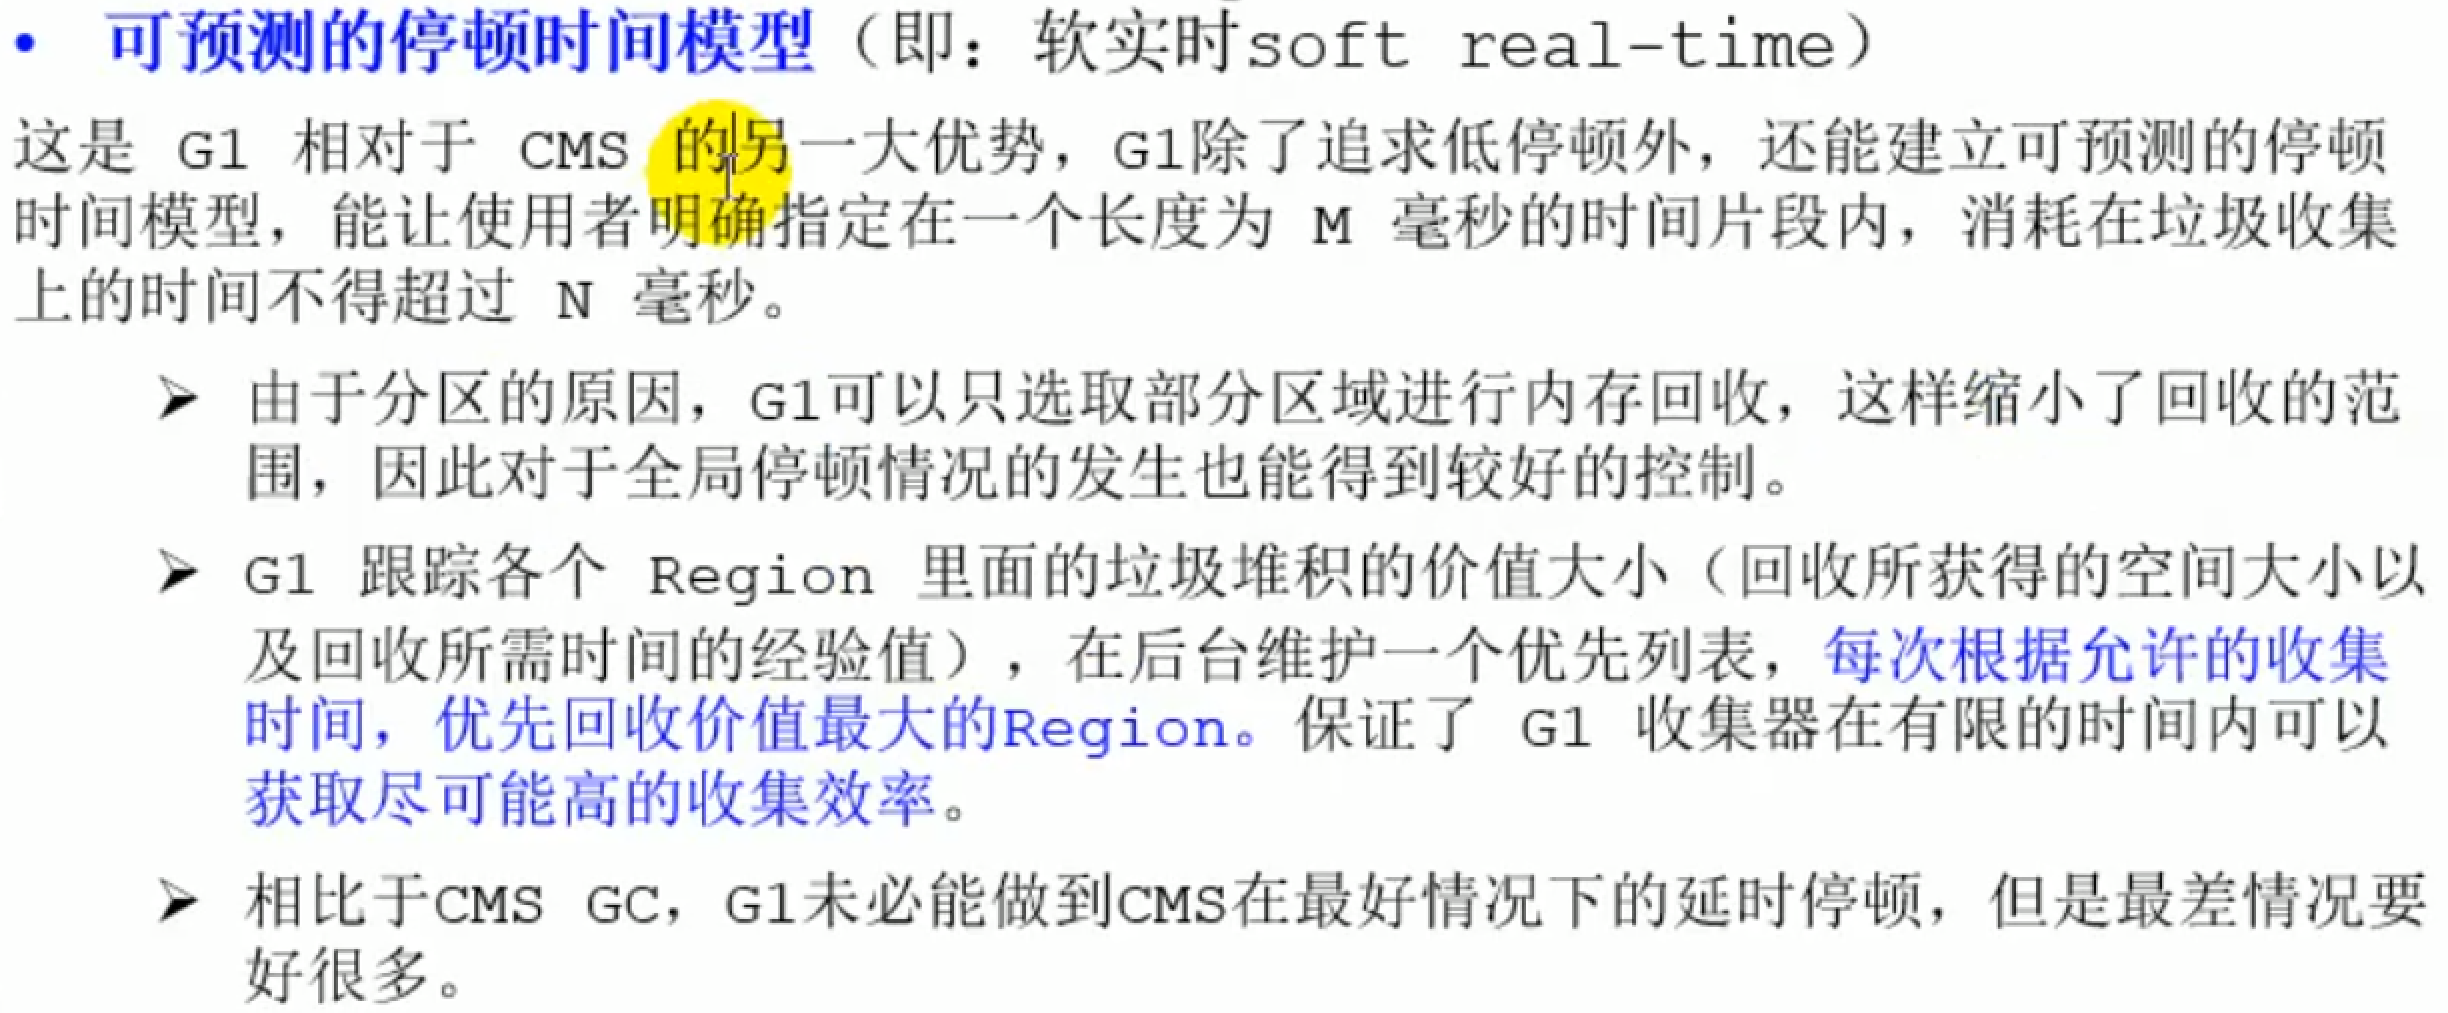 • 可预测的停顿时间模型（即：软实时soft real-time）
这是 G1 相对于 CMS 的另一大优势，G1除了追求低停顿外，还能建立可预测的停顿
时间模型，能让使用者明确指定在一个长度为 M 毫秒的时间片段内，消耗在垃圾收集
上的时间不得超过 N 毫秒。
➢ 由于分区的原因，G1可以只选取部分区域进行内存回收，这样缩小了回收的范
围，因此对于全局停顿情况的发生也能得到较好的控制。
➢ G1 跟踪各个 Region 里面的垃圾堆积的价值大小（回收所获得的空间大小以
及回收所需时间的经验值），在后台维护一个优先列表，每次根据允许的收集
时间，优先回收价值最大的Region。保证了 G1 收集器在有限的时间内可以
获取尽可能高的收集效率。
➢ 相比于CMS GC，G1未必能做到CMS在最好情况下的延时停顿，但是最差情况要
好很多。